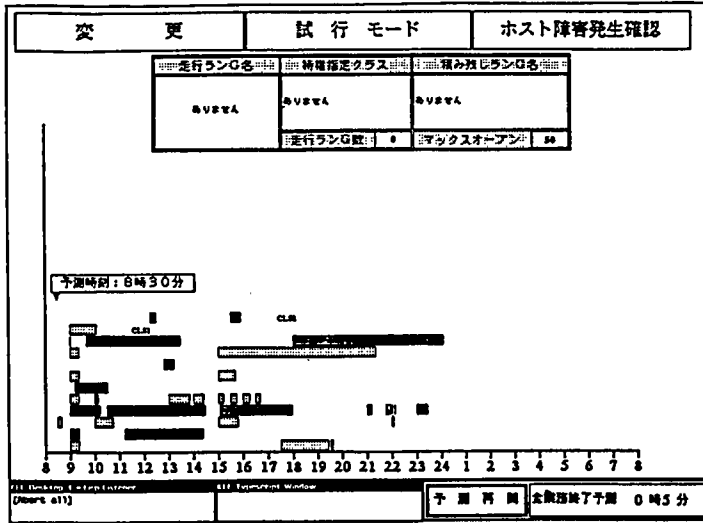 変 更
試 行 モード
ホスト障害発生確認
走行ランG名
特権指定クラス
積み残しランG名
ありません
ありません
ありません
走行ランG数 0
マックスオープン 50
予測時刻：8時30分
CLM
CLM
8 9 10 11 12 13 14 15 16 17 18 19 20 21 22 23 24 1 2 3 4 5 6 7 8
Typescript Window
[Abort all]
予 測 再 開
全業務終了予測 0時5分